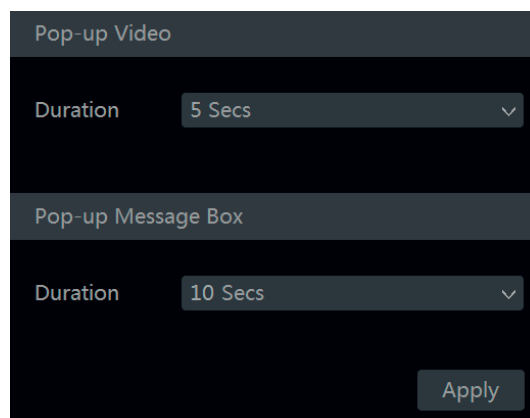 Pop-up Video
Duration 5 Secs
Pop-up Message Box
Duration 10 Secs
Apply